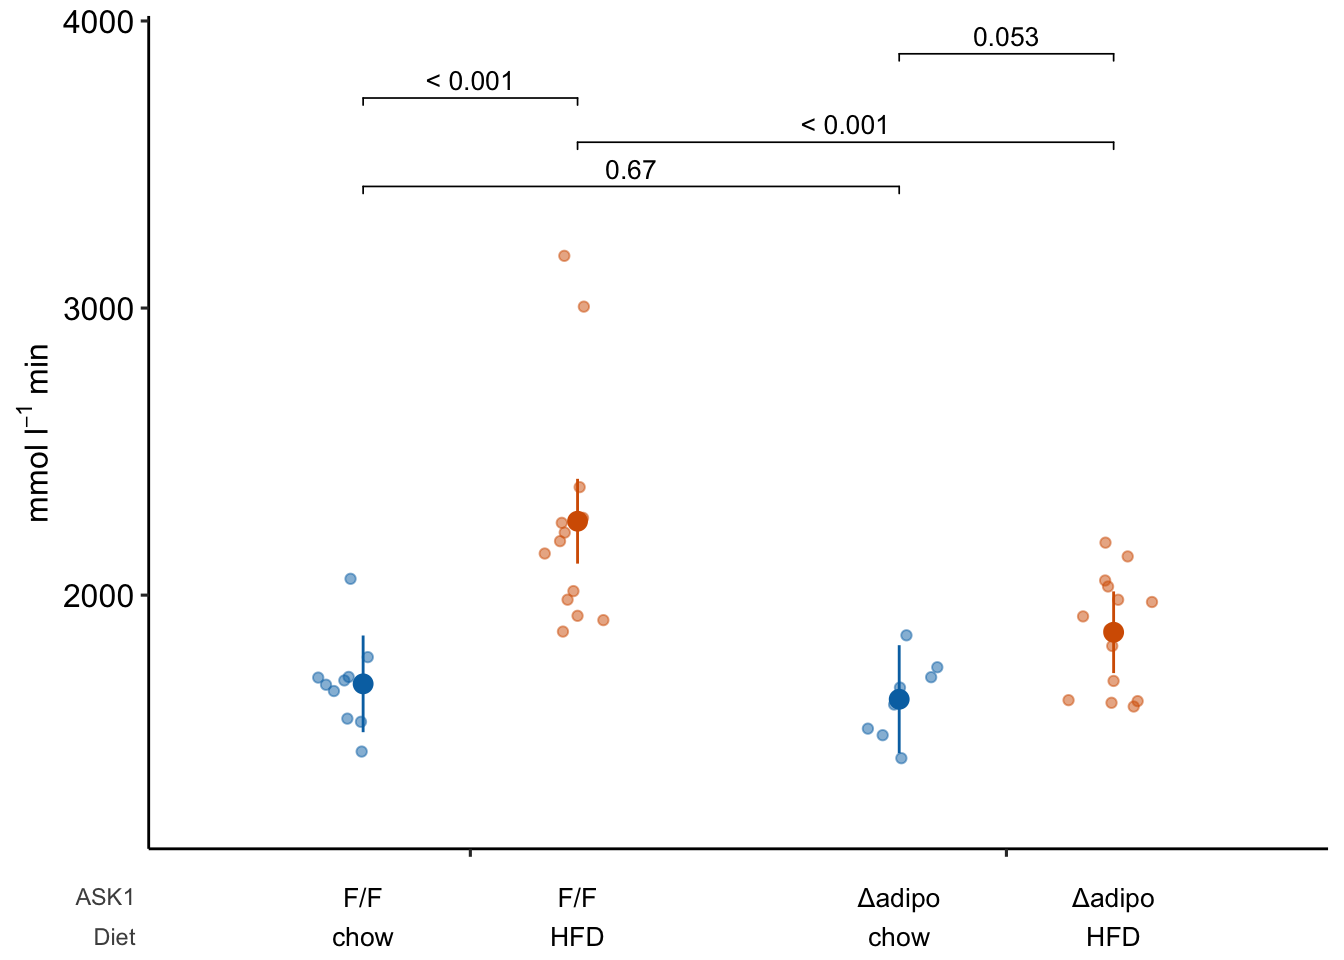 4000
0.053
< 0.001
< 0.001
0.67
3000
mmol l⁻¹ min
2000
ASK1 F/F F/F Δadipo Δadipo
Diet chow HFD chow HFD